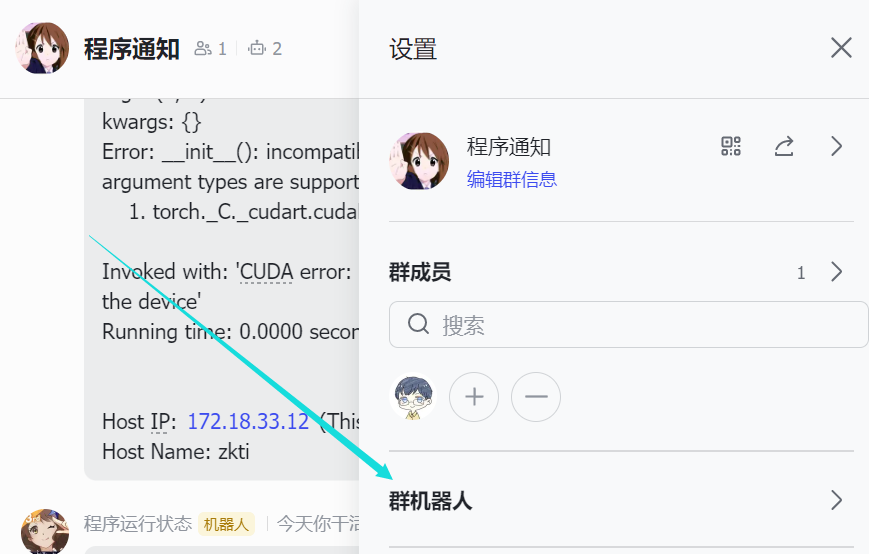 程序通知 1 2
kwargs: {}
Error: __init__(): incompatil
argument types are support
1. torch._C._cudart.cuda
Invoked with: 'CUDA error:
the device'
Running time: 0.0000 secon
Host IP: 172.18.33.12 (This
Host Name: zkti
程序运行状态 机器人 今天你干活
设置
程序通知
编辑群信息
群成员 1
搜索
群机器人